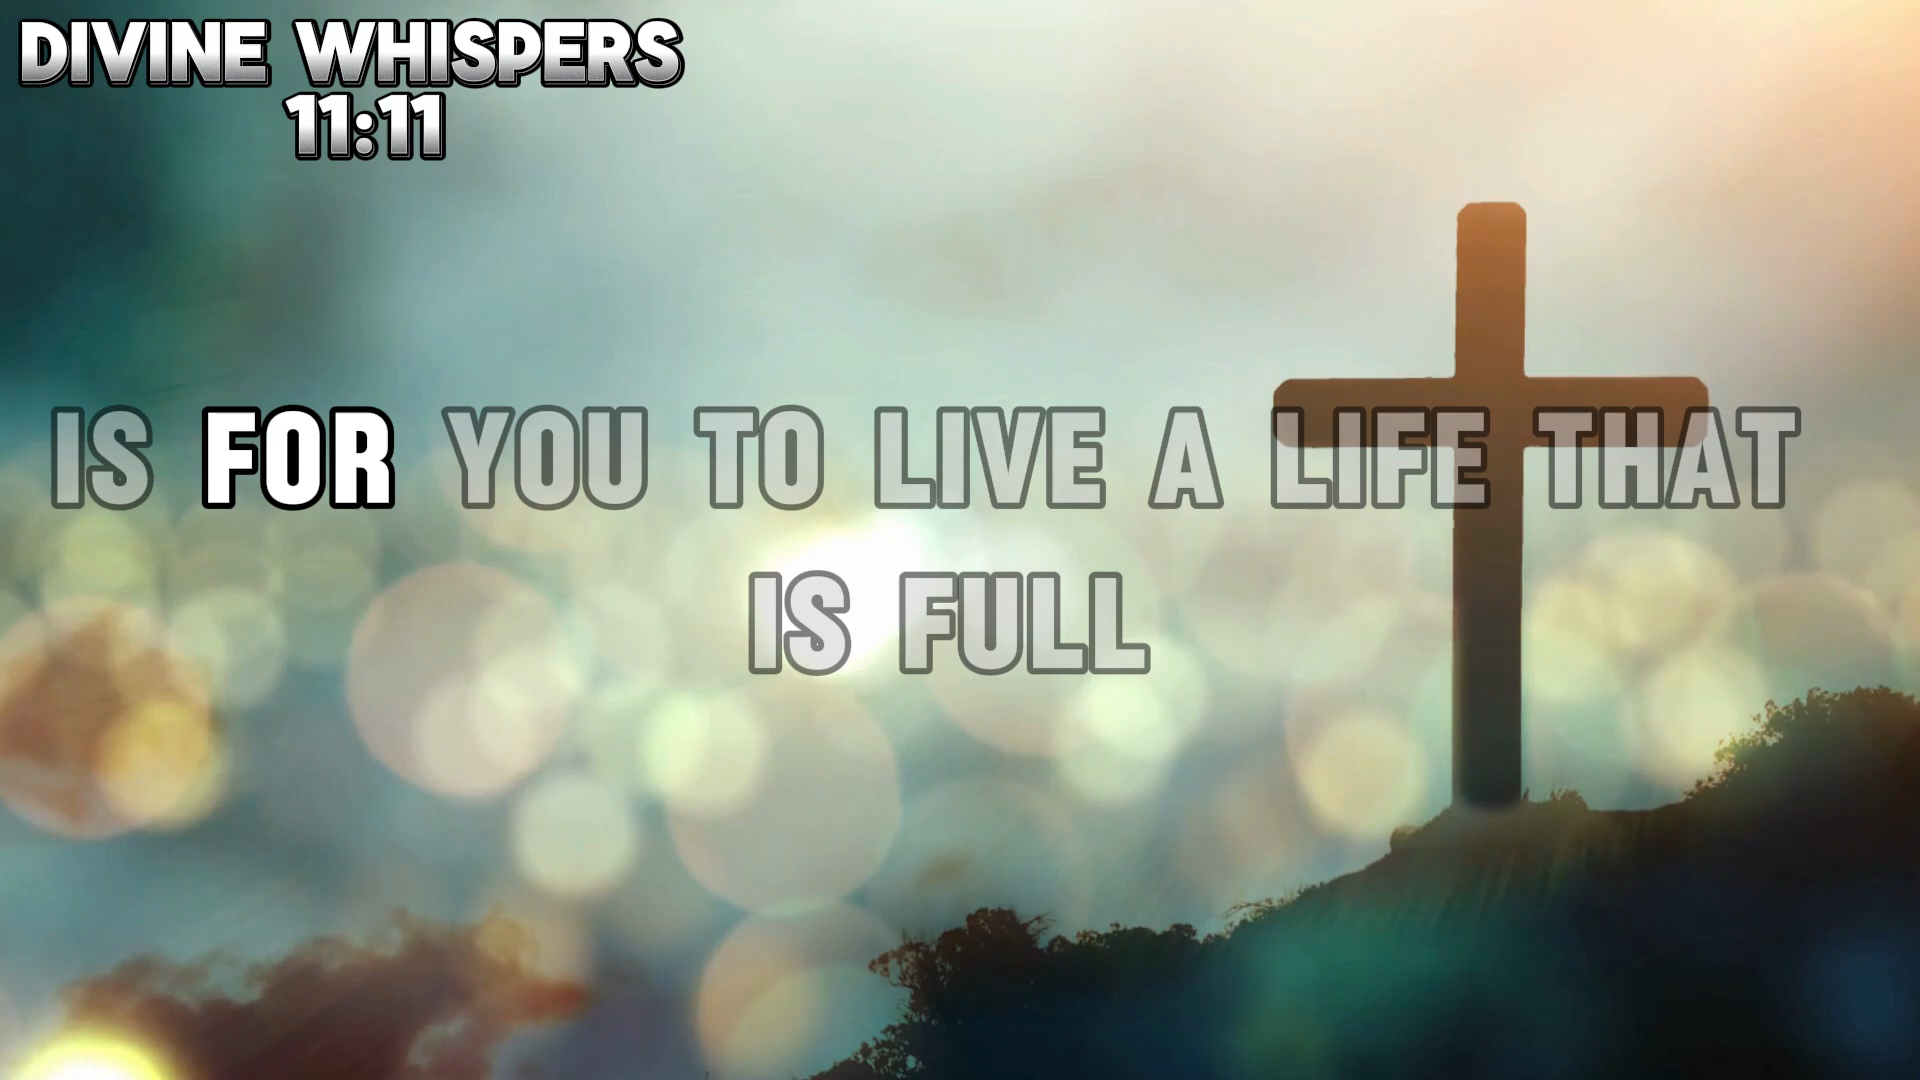 DIVINE WHISPERS
11:11
IS FOR YOU TO LIVE A LIFE THAT
IS FULL